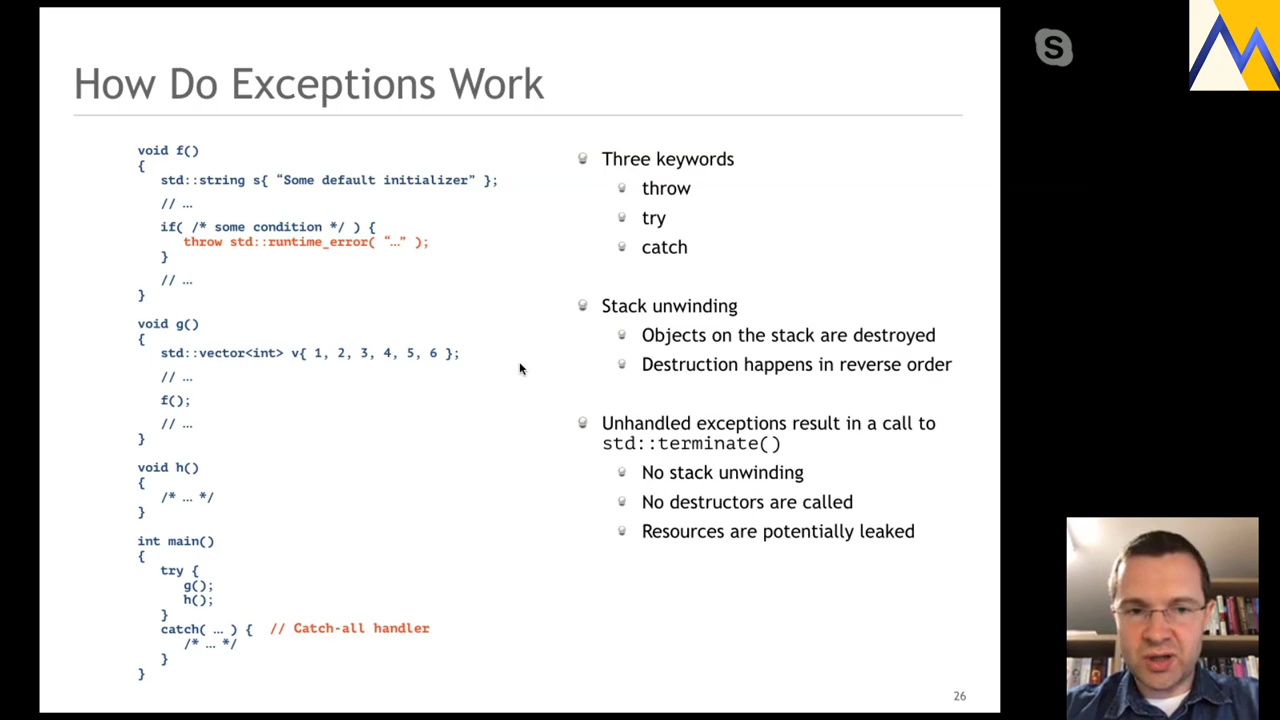 How Do Exceptions Work
void f()
{
std::string s{ “Some default initializer” };
// …
if( /* some condition */ ) {
throw std::runtime_error( “…” );
}
// …
}
void g()
{
std::vector<int> v{ 1, 2, 3, 4, 5, 6 };
// …
f();
// …
}
void h()
{
/* … */
}
int main()
{
try {
g();
h();
}
catch( … ) { // Catch-all handler
/* … */
}
}
Three keywords
throw
try
catch
Stack unwinding
Objects on the stack are destroyed
Destruction happens in reverse order
Unhandled exceptions result in a call to
std::terminate()
No stack unwinding
No destructors are called
Resources are potentially leaked
26
S